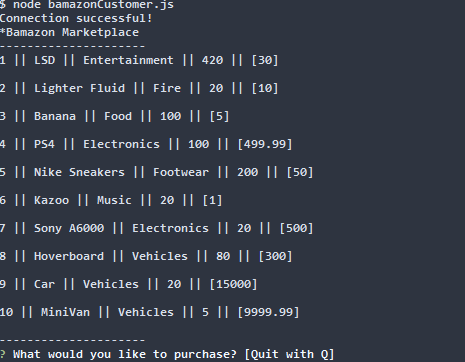 $ node bamazonCustomer.js
Connection successful!
*Bamazon Marketplace
---------------------
1 || LSD || Entertainment || 420 || [30]
2 || Lighter Fluid || Fire || 20 || [10]
3 || Banana || Food || 100 || [5]
4 || PS4 || Electronics || 100 || [499.99]
5 || Nike Sneakers || Footwear || 200 || [50]
6 || Kazoo || Music || 20 || [1]
7 || Sony A6000 || Electronics || 20 || [500]
8 || Hoverboard || Vehicles || 80 || [300]
9 || Car || Vehicles || 20 || [15000]
10 || MiniVan || Vehicles || 5 || [9999.99]
---------------------
? What would you like to purchase? [Quit with Q]